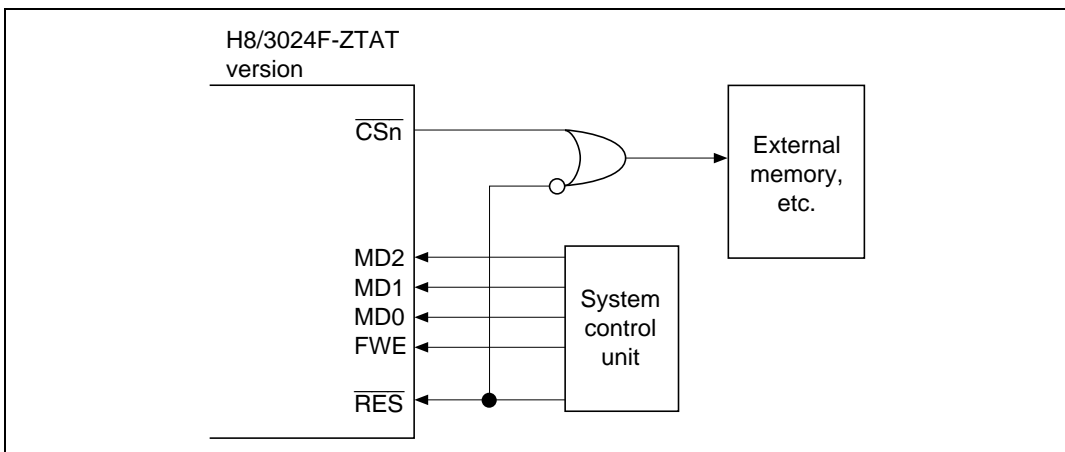 H8/3024F-ZTAT
version
CSn
MD2
MD1
MD0
FWE
RES
External
memory,
etc.
System
control
unit